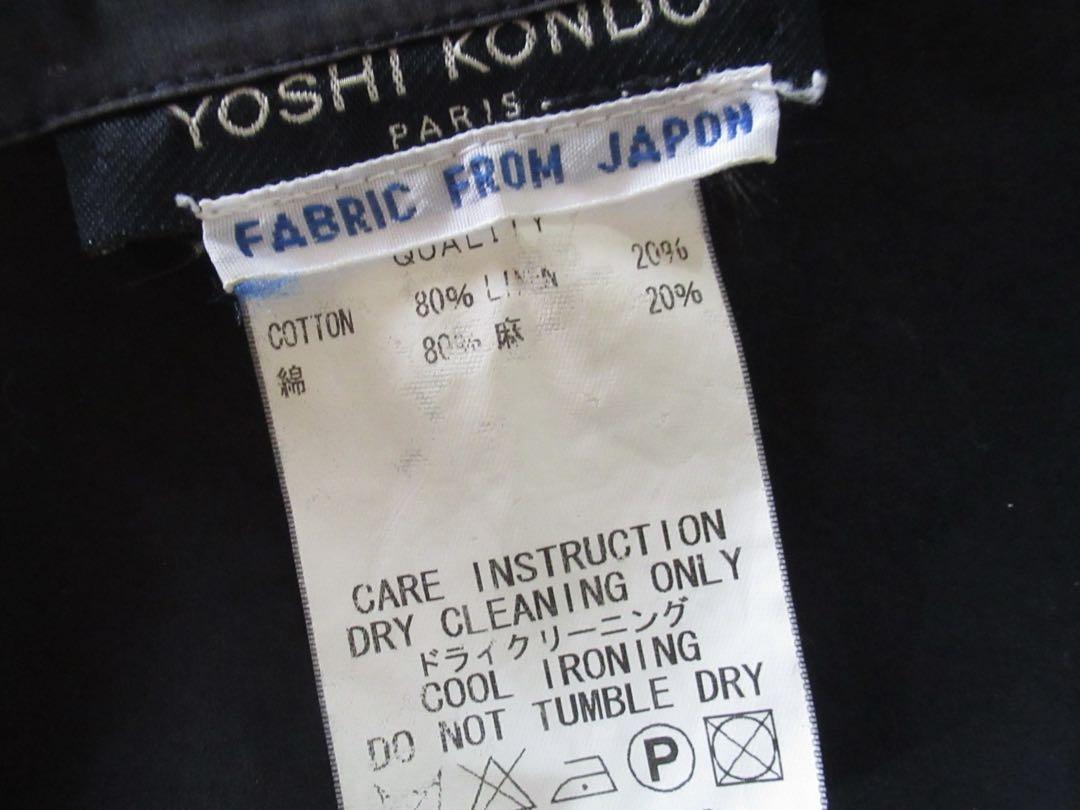 YOSHI KONDO
PARIS
FABRIC FROM JAPON
QUALITY
COTTON 80% LINEN 20%
綿 80% 麻 20%
CARE INSTRUCTION
DRY CLEANING ONLY
ドライクリーニング
COOL IRONING
DO NOT TUMBLE DRY
P